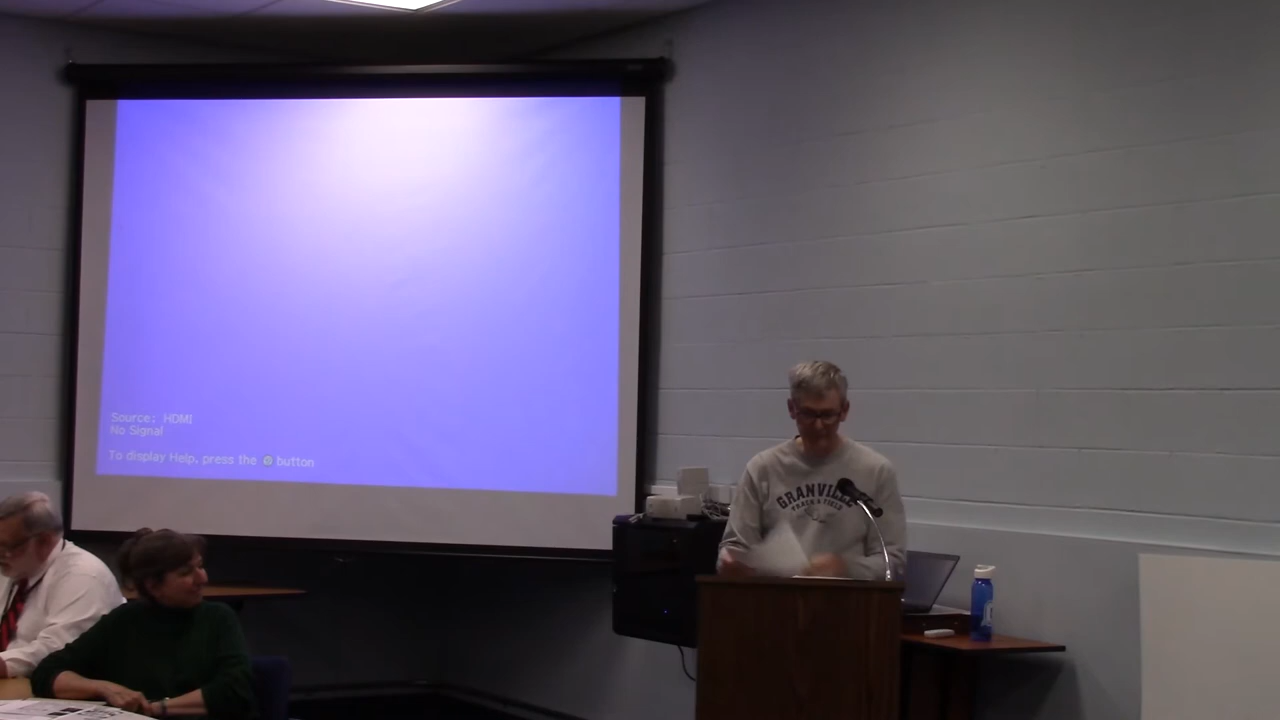 Source: HDMI
No Signal
To display Help, press the button
GRANVILLE
TRACK & FIELD